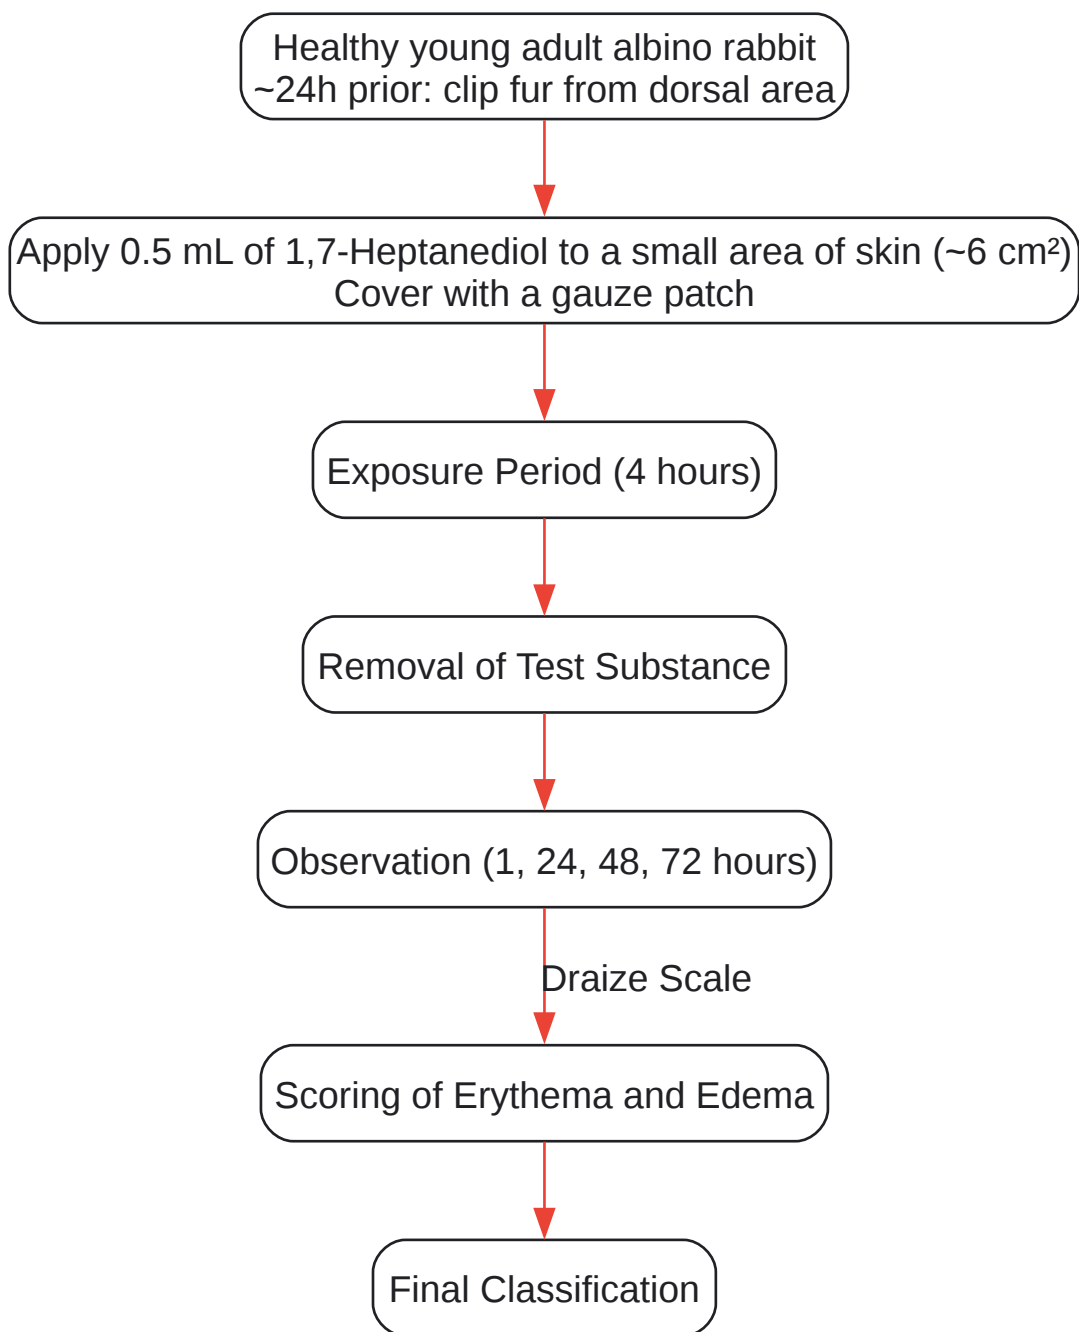 Healthy young adult albino rabbit
~24h prior: clip fur from dorsal area
Apply 0.5 mL of 1,7-Heptanediol to a small area of skin (~6 cm²)
Cover with a gauze patch
Exposure Period (4 hours)
Removal of Test Substance
Observation (1, 24, 48, 72 hours)
Draize Scale
Scoring of Erythema and Edema
Final Classification